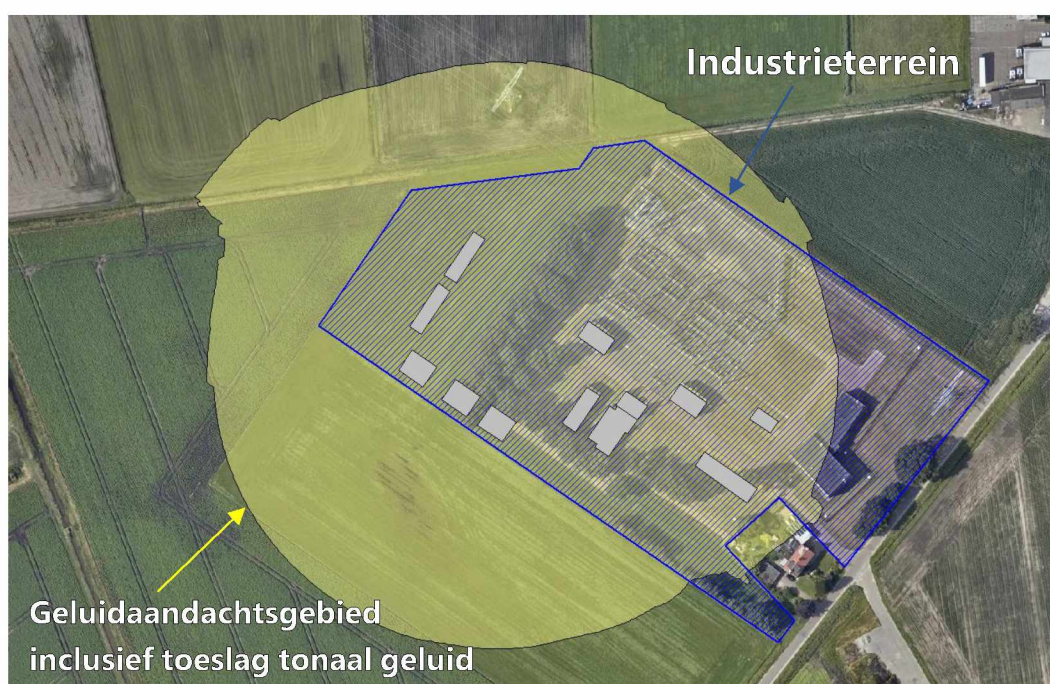 Industrieterrein
Geluidaandachtsgebied
inclusief toeslag tonaal geluid